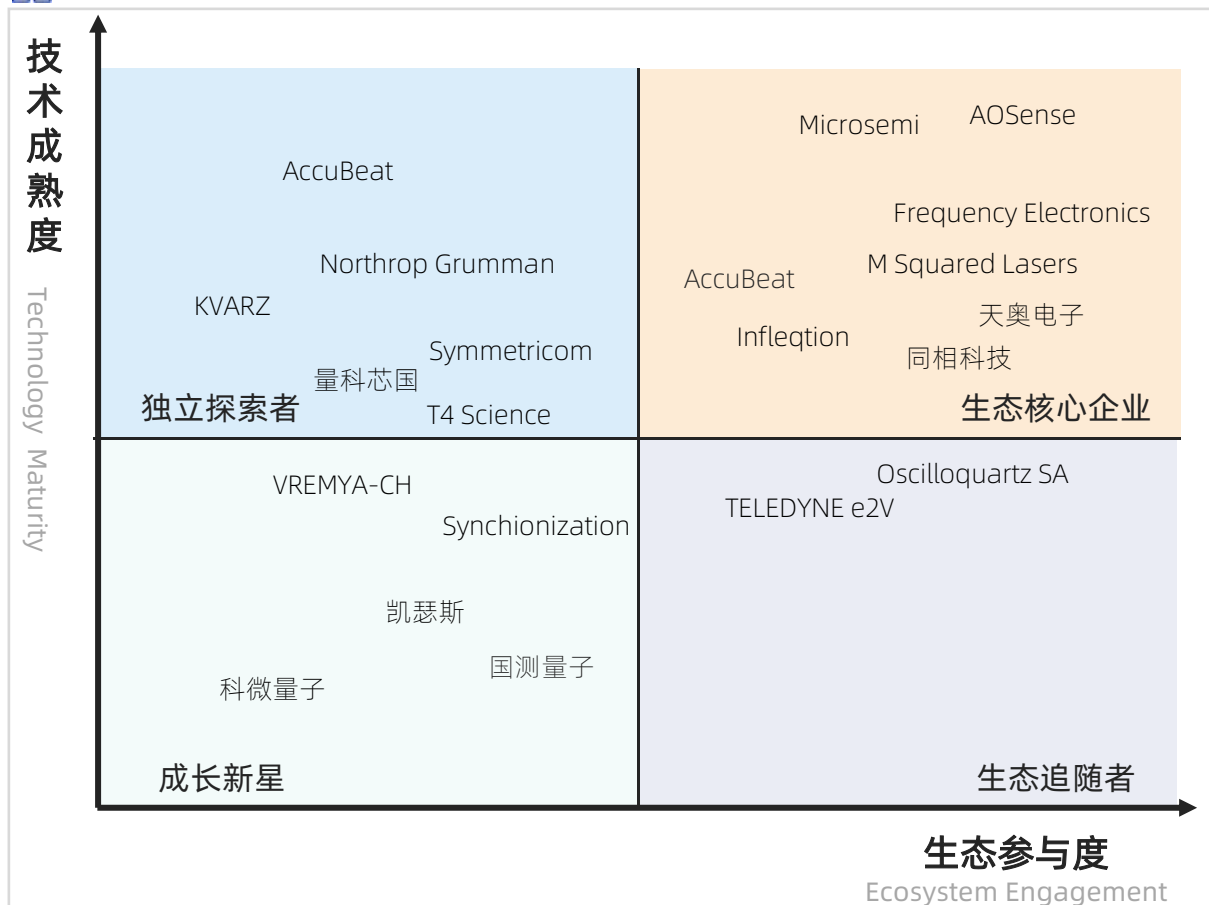 技术成熟度
Technology Maturity
Microsemi
AOSense
AccuBeat
Frequency Electronics
Northrop Grumman
M Squared Lasers
AccuBeat
KVARZ
天奥电子
Infleqtion
Symmetricom
同相科技
量科芯国
独立探索者
T4 Science
生态核心企业
VREMYA-CH
Oscilloquartz SA
TELEDYNE e2V
Synchionization
凯瑟斯
国测量子
科微量子
成长新星
生态追随者
生态参与度
Ecosystem Engagement